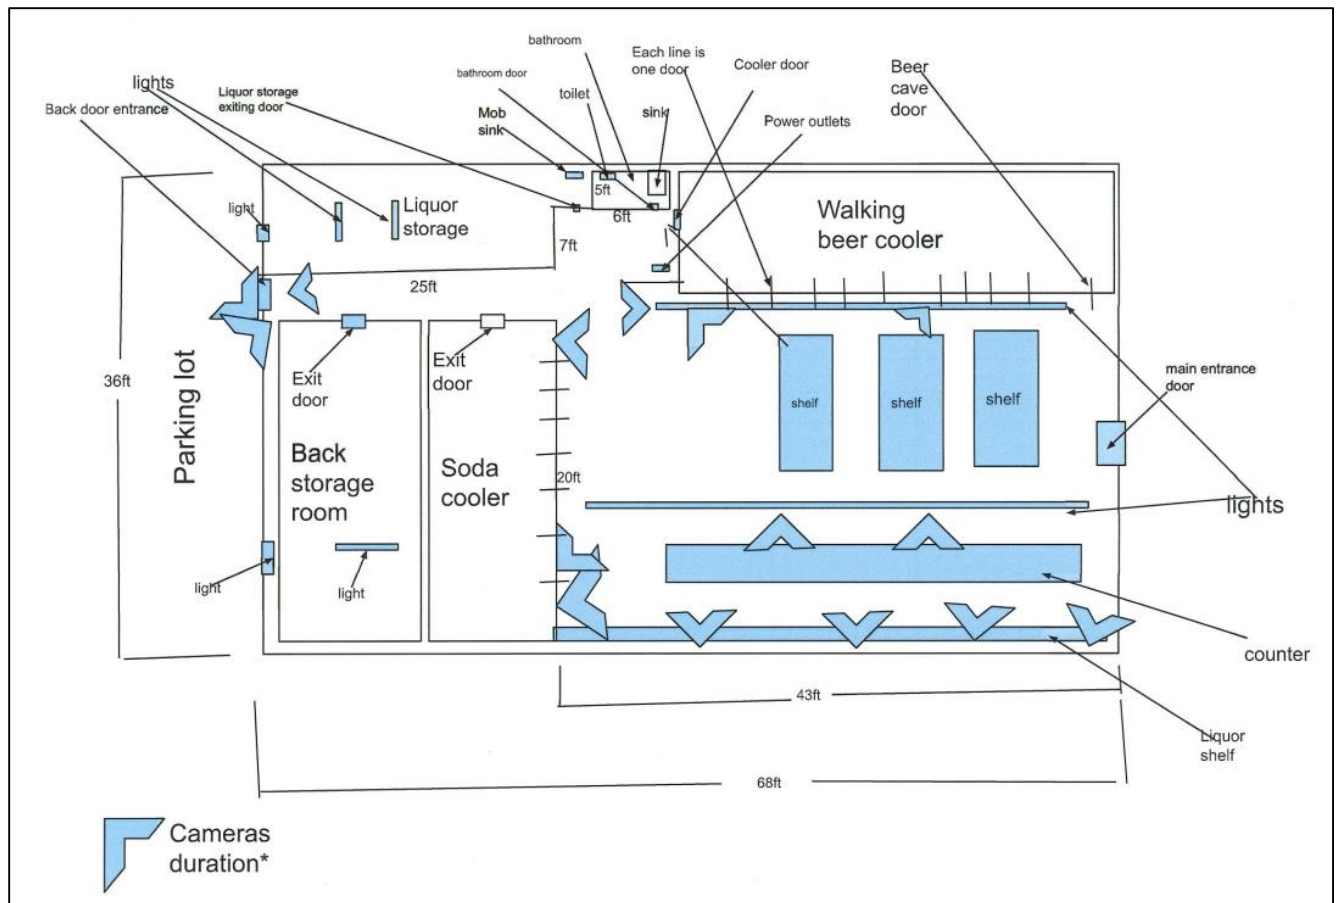 bathroom
Each line is
one door
Cooler door
Beer
cave
door
lights
bathroom door
Liquor storage
exiting door
toilet
Back door entrance
Mob
sink
sink
Power outlets
5ft
light
Liquor
storage
6ft
Walking
beer cooler
7ft
25ft
36ft
Parking lot
Exit
door
Exit
door
main entrance
door
shelf
shelf
shelf
Back
storage
room
Soda
cooler
20ft
lights
light
light
counter
43ft
Liquor
shelf
68ft
Cameras
duration*